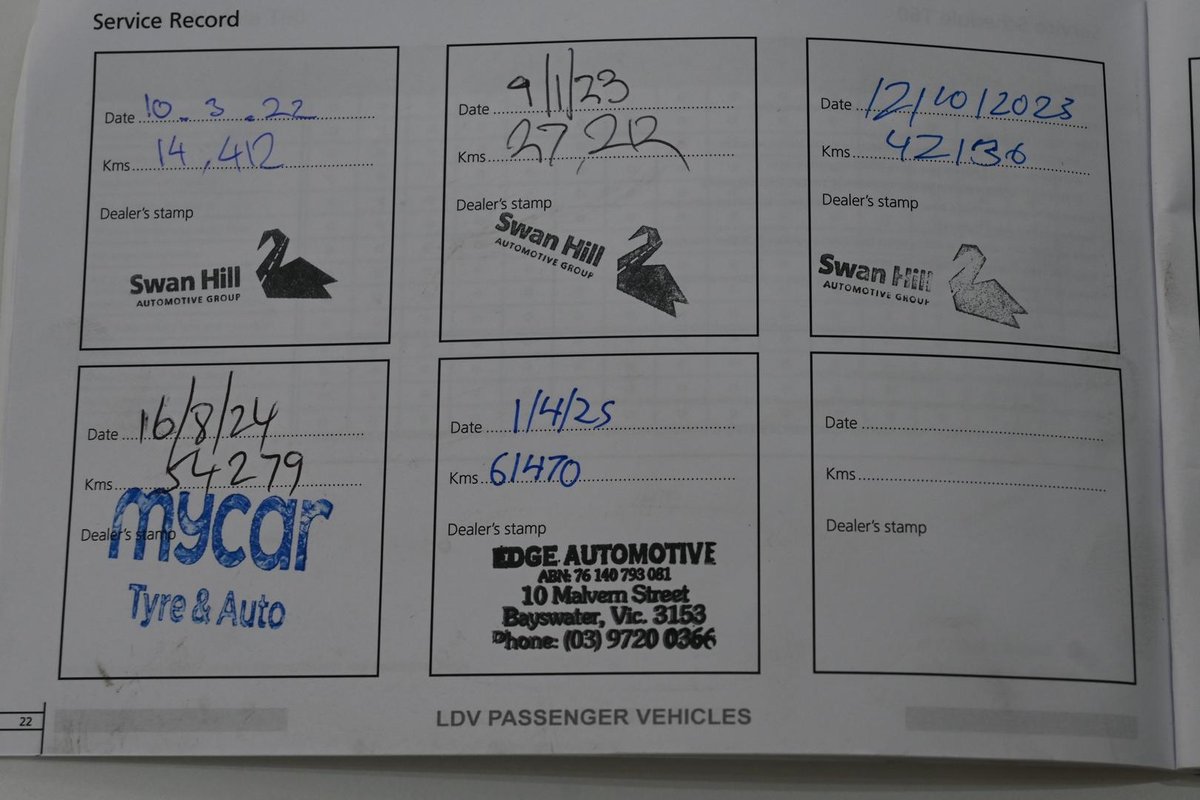 Service Record
Date 10.3.22
Kms 14,412
Dealer's stamp
Swan Hill
AUTOMOTIVE GROUP
Date 9/1/23
Kms 27,212
Dealer's stamp
Swan Hill
AUTOMOTIVE GROUP
Date 12/10/2023
Kms 42136
Dealer's stamp
Swan Hill
AUTOMOTIVE GROUP
Date 16/8/24
Kms 54279
Dealer's stamp
mycar
Tyre & Auto
Date 1/4/25
Kms 61470
Dealer's stamp
EDGE AUTOMOTIVE
ABN: 76 140 793 081
10 Malvern Street
Bayswater, Vic. 3153
Phone: (03) 9720 0366
Date
Kms
Dealer's stamp
22
LDV PASSENGER VEHICLES